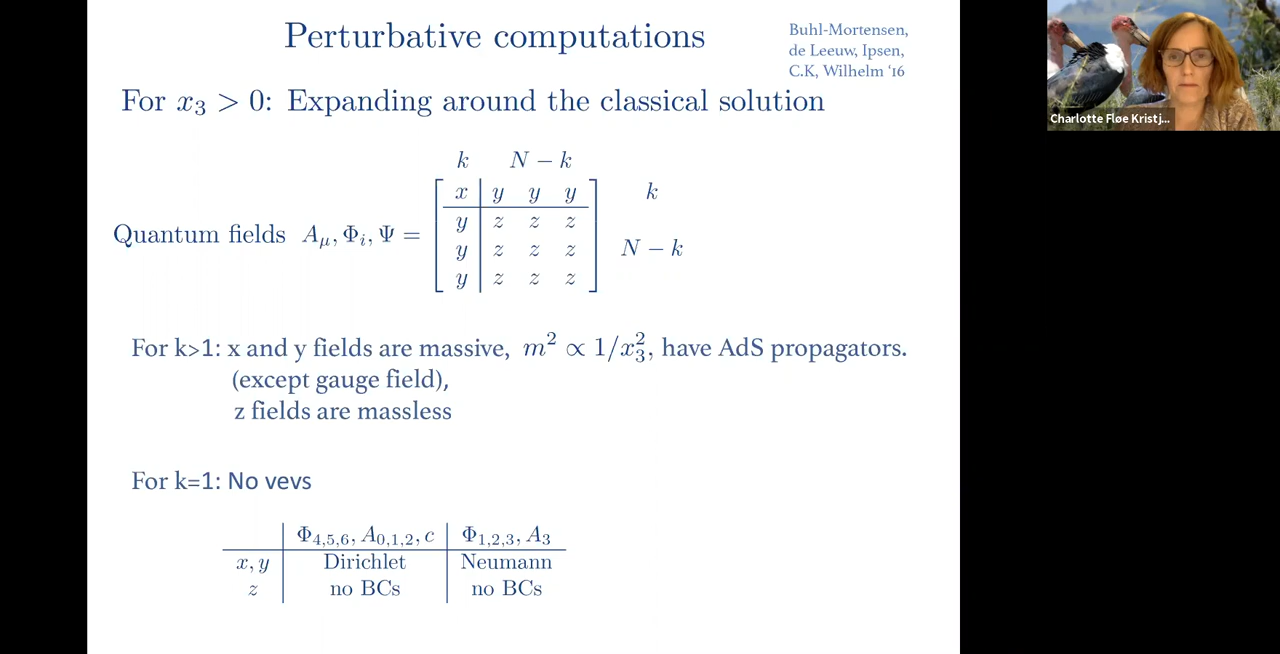 Perturbative computations
Buhl-Mortensen,
de Leeuw, Ipsen,
C.K, Wilhelm '16
For x₃ > 0: Expanding around the classical solution
k N − k
x y y y k
Quantum fields A_μ, Φ_i, Ψ =
y z z z
y z z z N − k
y z z z
For k>1: x and y fields are massive, m² ∝ 1/x₃², have AdS propagators.
(except gauge field),
z fields are massless
For k=1: No vevs
Φ₄,₅,₆, A₀,₁,₂, c Φ₁,₂,₃, A₃
x, y Dirichlet Neumann
z no BCs no BCs
Charlotte Fløe Kristj...